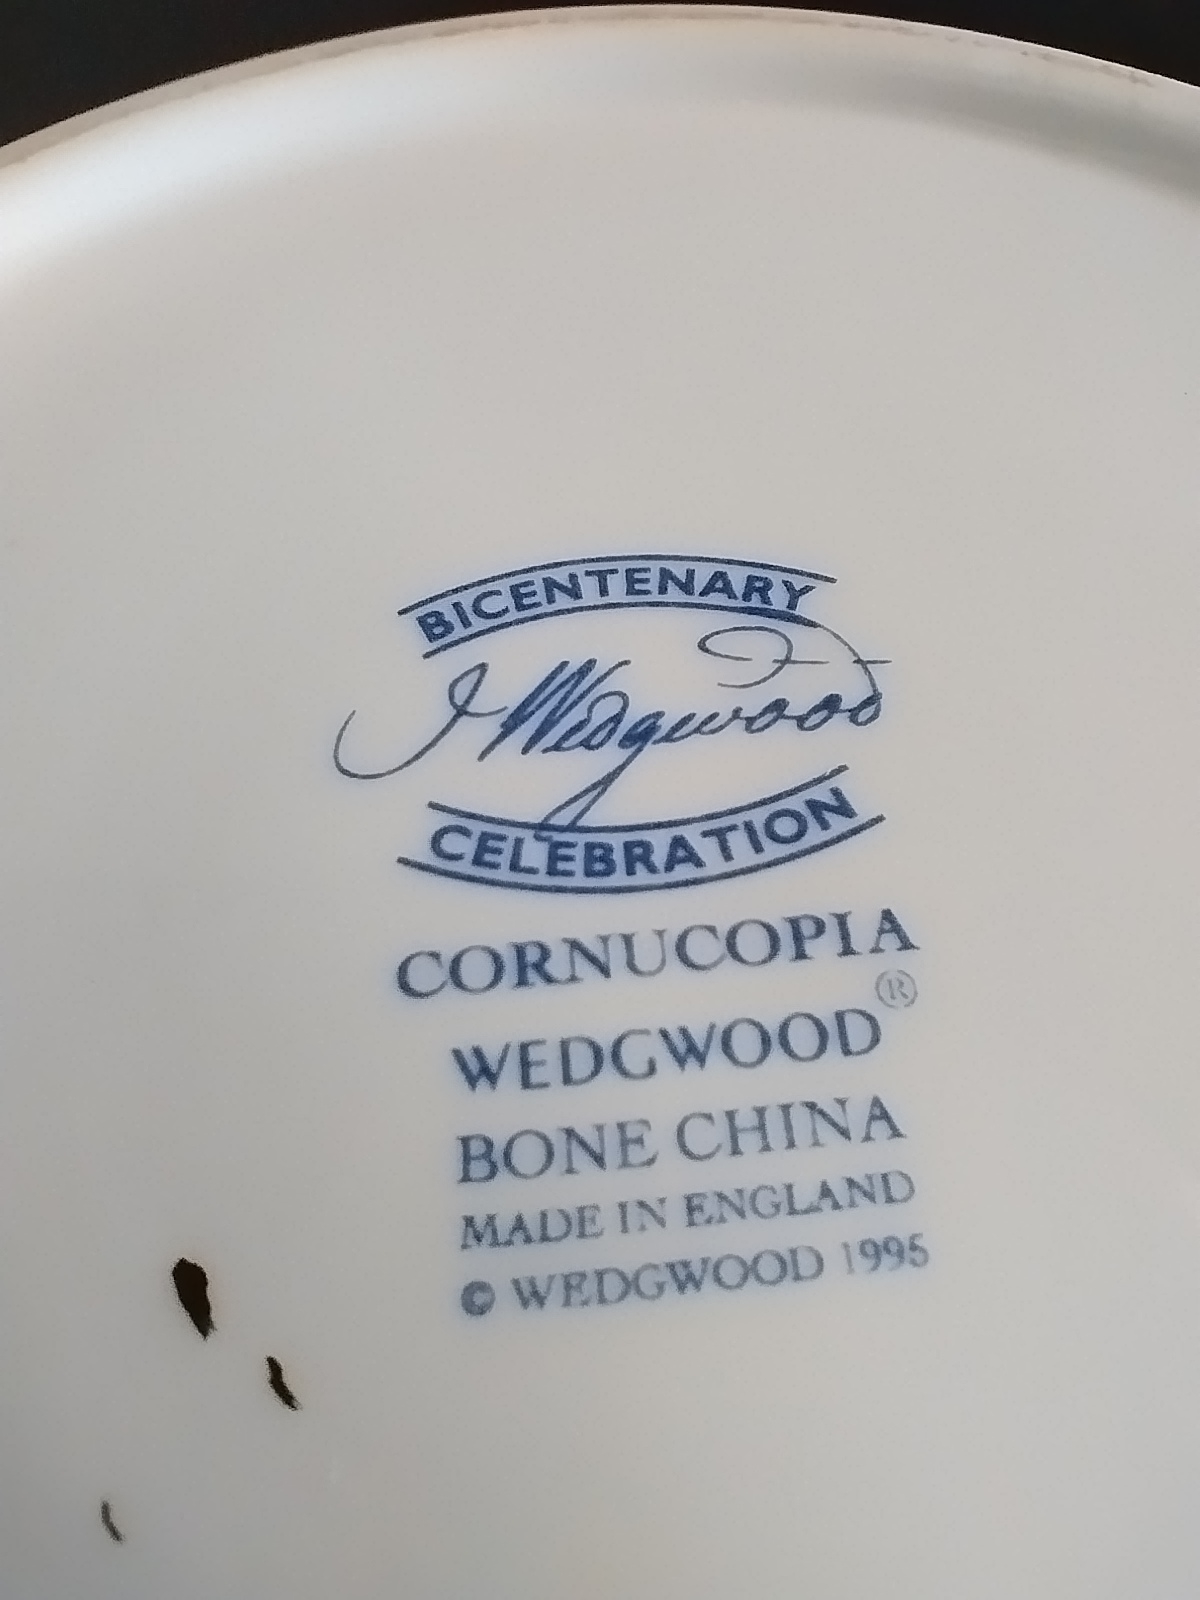 BICENTENARY
J Wedgwood
CELEBRATION
CORNUCOPIA
WEDGWOOD®
BONE CHINA
MADE IN ENGLAND
© WEDGWOOD 1995